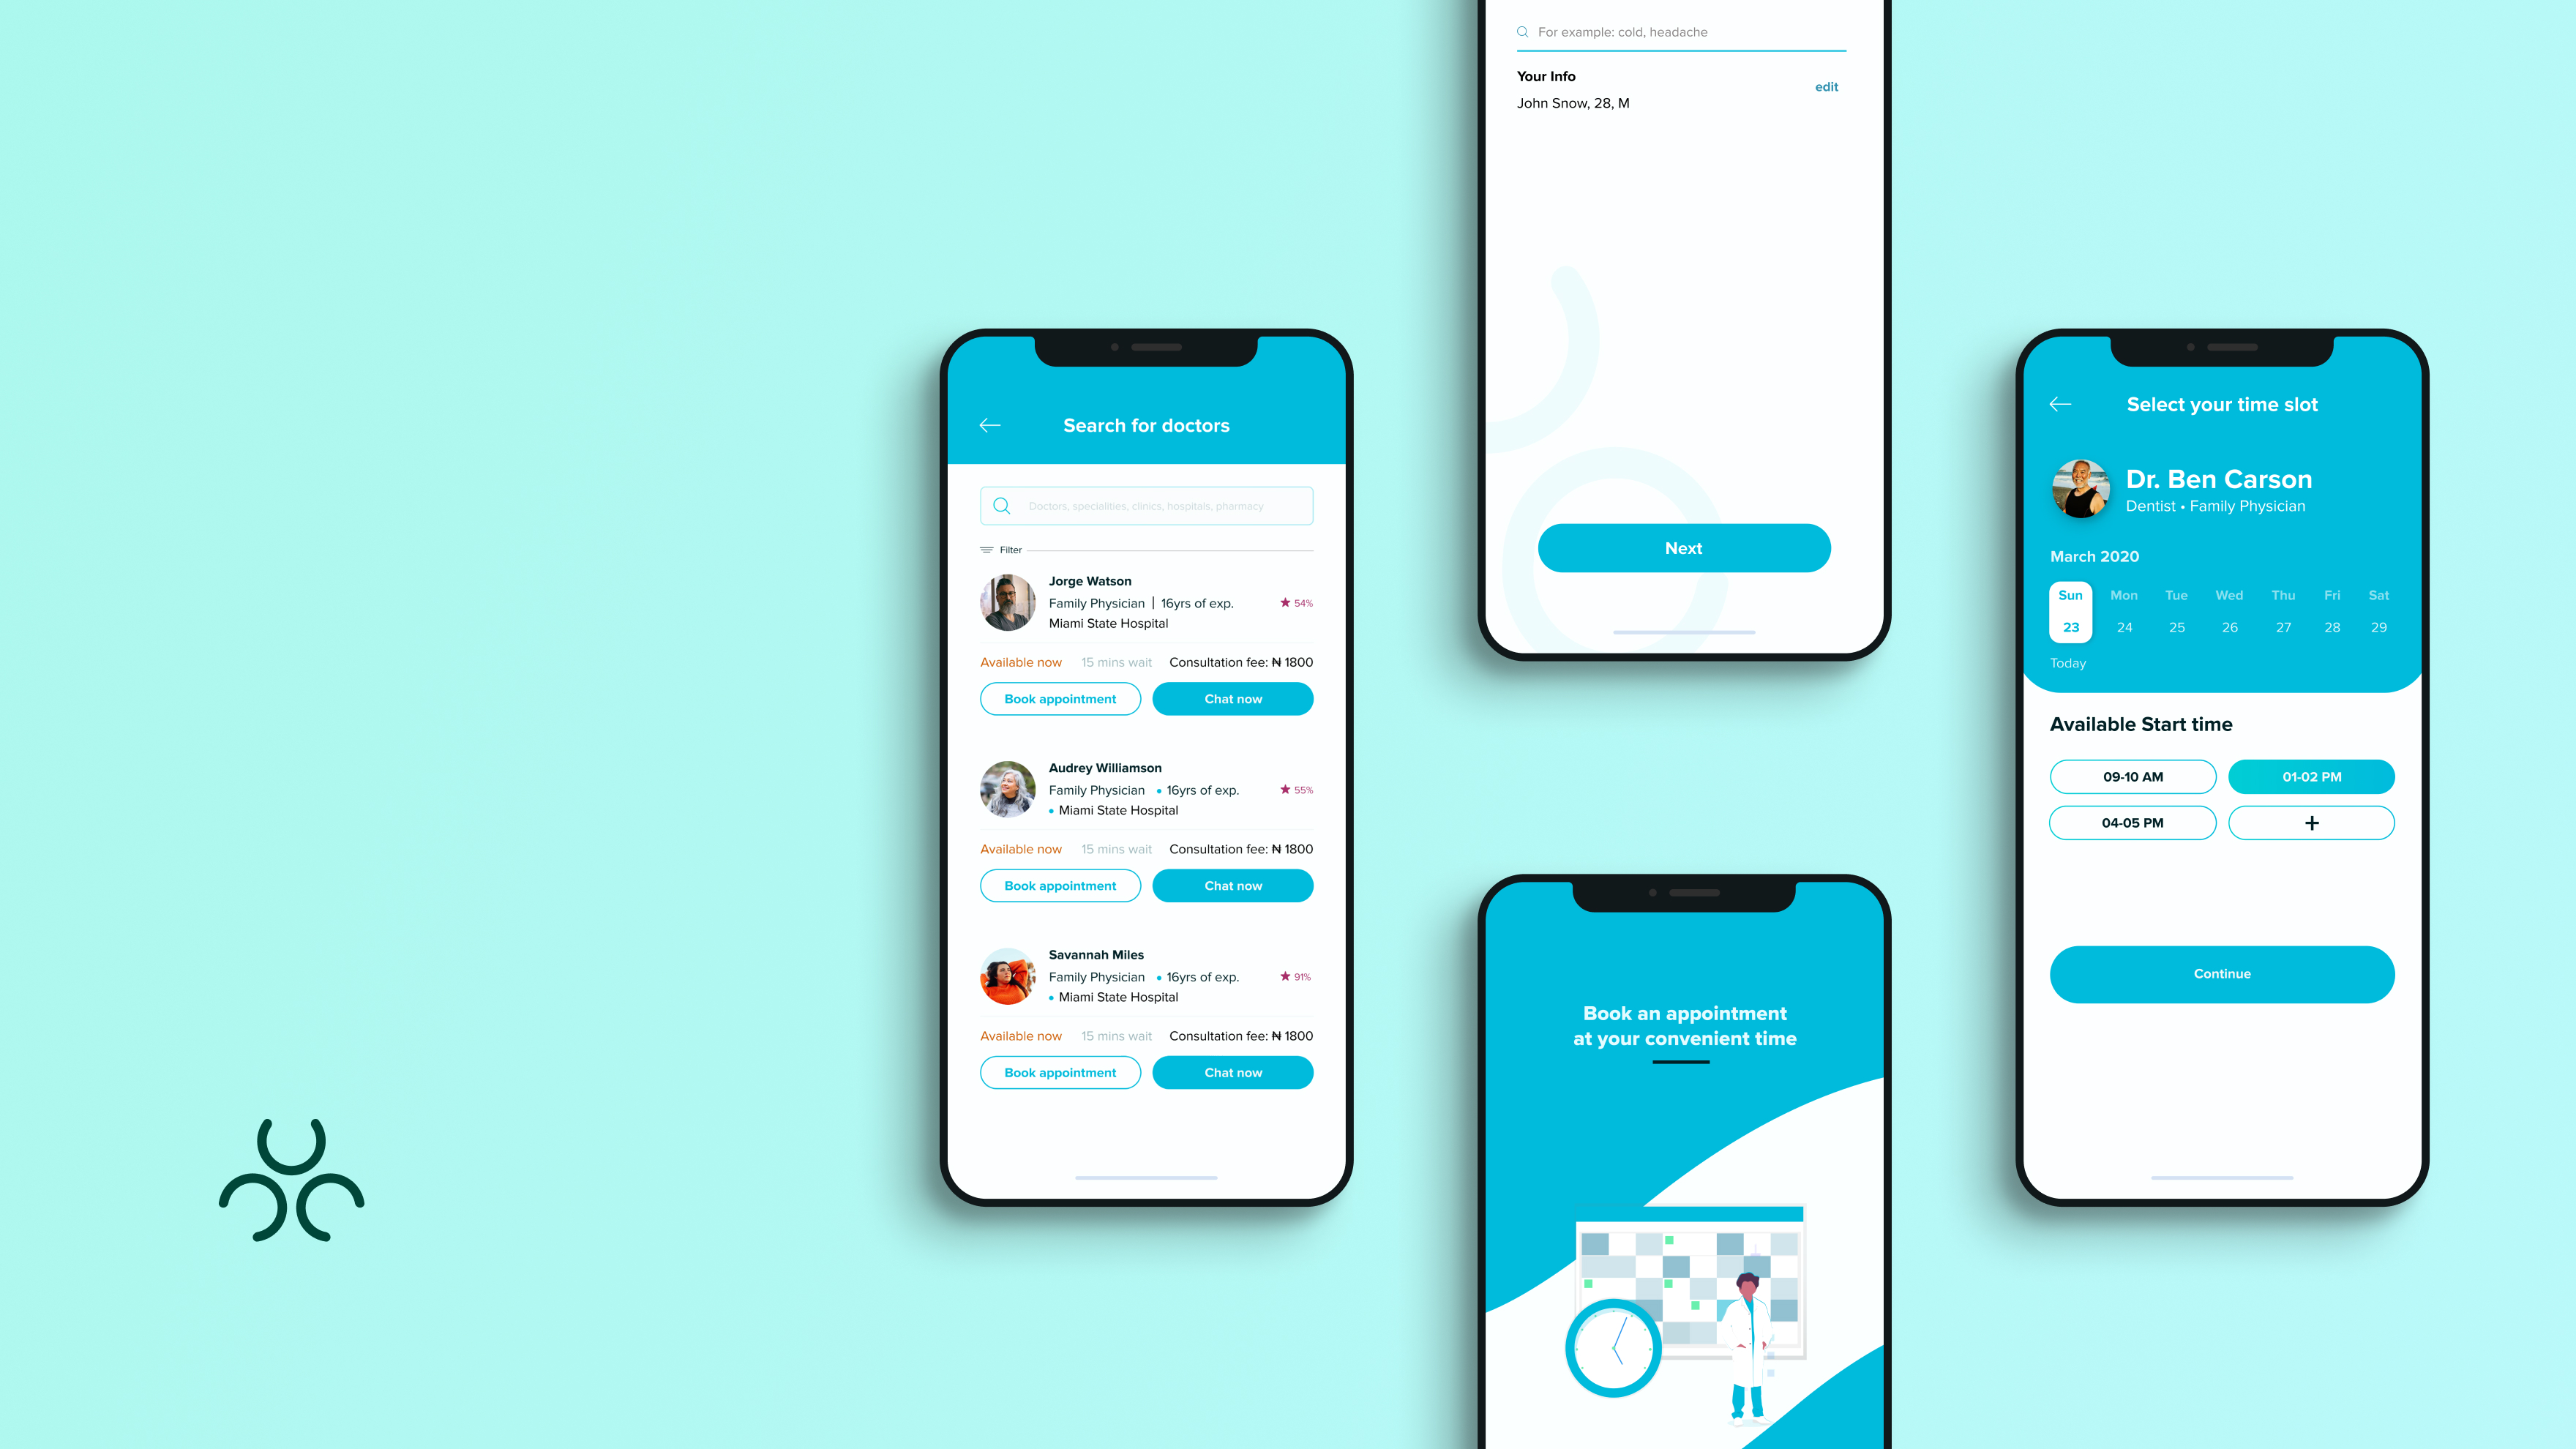 Search for doctors
Doctors, specialities, clinics, hospitals, pharmacy
Filter
Jorge Watson
Family Physician | 16yrs of exp.
54%
Miami State Hospital
Available now 15 mins wait Consultation fee: ₦ 1800
Book appointment Chat now
Audrey Williamson
Family Physician • 16yrs of exp.
55%
• Miami State Hospital
Available now 15 mins wait Consultation fee: ₦ 1800
Book appointment Chat now
Savannah Miles
Family Physician • 16yrs of exp.
91%
• Miami State Hospital
Available now 15 mins wait Consultation fee: ₦ 1800
Book appointment Chat now
For example: cold, headache
Your Info
edit
John Snow, 28, M
Next
Book an appointment
at your convenient time
Select your time slot
Dr. Ben Carson
Dentist • Family Physician
March 2020
Sun Mon Tue Wed Thu Fri Sat
23 24 25 26 27 28 29
Today
Available Start time
09-10 AM 01-02 PM
04-05 PM +
Continue